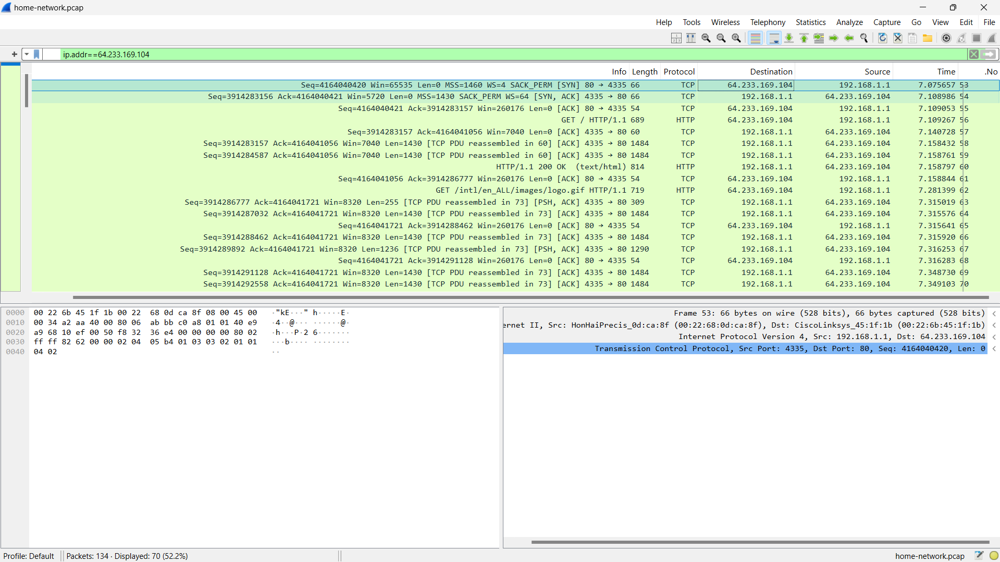 home-network.pcap
Help Tools Wireless Telephony Statistics Analyze Capture Go View Edit File
ip.addr==64.233.169.104
Info Length Protocol Destination Source Time .No
Seq=4164040420 Win=65535 Len=0 MSS=1460 WS=4 SACK_PERM [SYN] 80 → 4335 66 TCP 64.233.169.104 192.168.1.1 7.075657 53
Seq=3914283156 Ack=4164040421 Win=5720 Len=0 MSS=1430 SACK_PERM WS=64 [SYN, ACK] 4335 → 80 66 TCP 192.168.1.1 64.233.169.104 7.108986 54
Seq=4164040421 Ack=3914283157 Win=260176 Len=0 [ACK] 80 → 4335 54 TCP 64.233.169.104 192.168.1.1 7.109053 55
GET / HTTP/1.1 689 HTTP 64.233.169.104 192.168.1.1 7.109267 56
Seq=3914283157 Ack=4164041056 Win=7040 Len=0 [ACK] 4335 → 80 60 TCP 192.168.1.1 64.233.169.104 7.140728 57
Seq=3914283157 Ack=4164041056 Win=7040 Len=1430 [TCP PDU reassembled in 60] [ACK] 4335 → 80 1484 TCP 192.168.1.1 64.233.169.104 7.158432 58
Seq=3914284587 Ack=4164041056 Win=7040 Len=1430 [TCP PDU reassembled in 60] [ACK] 4335 → 80 1484 TCP 192.168.1.1 64.233.169.104 7.158761 59
HTTP/1.1 200 OK (text/html) 814 HTTP 192.168.1.1 64.233.169.104 7.158797 60
Seq=4164041056 Ack=3914286777 Win=260176 Len=0 [ACK] 80 → 4335 54 TCP 64.233.169.104 192.168.1.1 7.158844 61
GET /intl/en_ALL/images/logo.gif HTTP/1.1 719 HTTP 64.233.169.104 192.168.1.1 7.281399 62
Seq=3914286777 Ack=4164041721 Win=8320 Len=255 [TCP PDU reassembled in 73] [PSH, ACK] 4335 → 80 309 TCP 192.168.1.1 64.233.169.104 7.315019 63
Seq=3914287032 Ack=4164041721 Win=8320 Len=1430 [TCP PDU reassembled in 73] [ACK] 4335 → 80 1484 TCP 192.168.1.1 64.233.169.104 7.315576 64
Seq=4164041721 Ack=3914288462 Win=260176 Len=0 [ACK] 80 → 4335 54 TCP 64.233.169.104 192.168.1.1 7.315641 65
Seq=3914288462 Ack=4164041721 Win=8320 Len=1430 [TCP PDU reassembled in 73] [ACK] 4335 → 80 1484 TCP 192.168.1.1 64.233.169.104 7.315920 66
Seq=3914289892 Ack=4164041721 Win=8320 Len=1236 [TCP PDU reassembled in 73] [PSH, ACK] 4335 → 80 1290 TCP 192.168.1.1 64.233.169.104 7.316253 67
Seq=4164041721 Ack=3914291128 Win=260176 Len=0 [ACK] 80 → 4335 54 TCP 64.233.169.104 192.168.1.1 7.316283 68
Seq=3914291128 Ack=4164041721 Win=8320 Len=1430 [TCP PDU reassembled in 73] [ACK] 4335 → 80 1484 TCP 192.168.1.1 64.233.169.104 7.348730 69
Seq=3914292558 Ack=4164041721 Win=8320 Len=1430 [TCP PDU reassembled in 73] [ACK] 4335 → 80 1484 TCP 192.168.1.1 64.233.169.104 7.349103 70
0000 00 22 6b 45 1f 1b 00 22 68 0d ca 8f 08 00 45 00 ·"kE···" h·····E·
0010 00 34 a2 aa 40 00 80 06 ab bb c0 a8 01 01 40 e9 ·4··@··· ······@·
0020 a9 68 10 ef 00 50 f8 32 36 e4 00 00 00 00 80 02 ·h···P·2 6·······
0030 ff ff 82 62 00 00 02 04 05 b4 01 03 03 02 01 01 ···b···· ········
0040 04 02 ··
Frame 53: 66 bytes on wire (528 bits), 66 bytes captured (528 bits)
ernet II, Src: HonHaiPrecis_0d:ca:8f (00:22:68:0d:ca:8f), Dst: CiscoLinksys_45:1f:1b (00:22:6b:45:1f:1b)
Internet Protocol Version 4, Src: 192.168.1.1, Dst: 64.233.169.104
Transmission Control Protocol, Src Port: 4335, Dst Port: 80, Seq: 4164040420, Len: 0
Profile: Default Packets: 134 · Displayed: 70 (52.2%) home-network.pcap